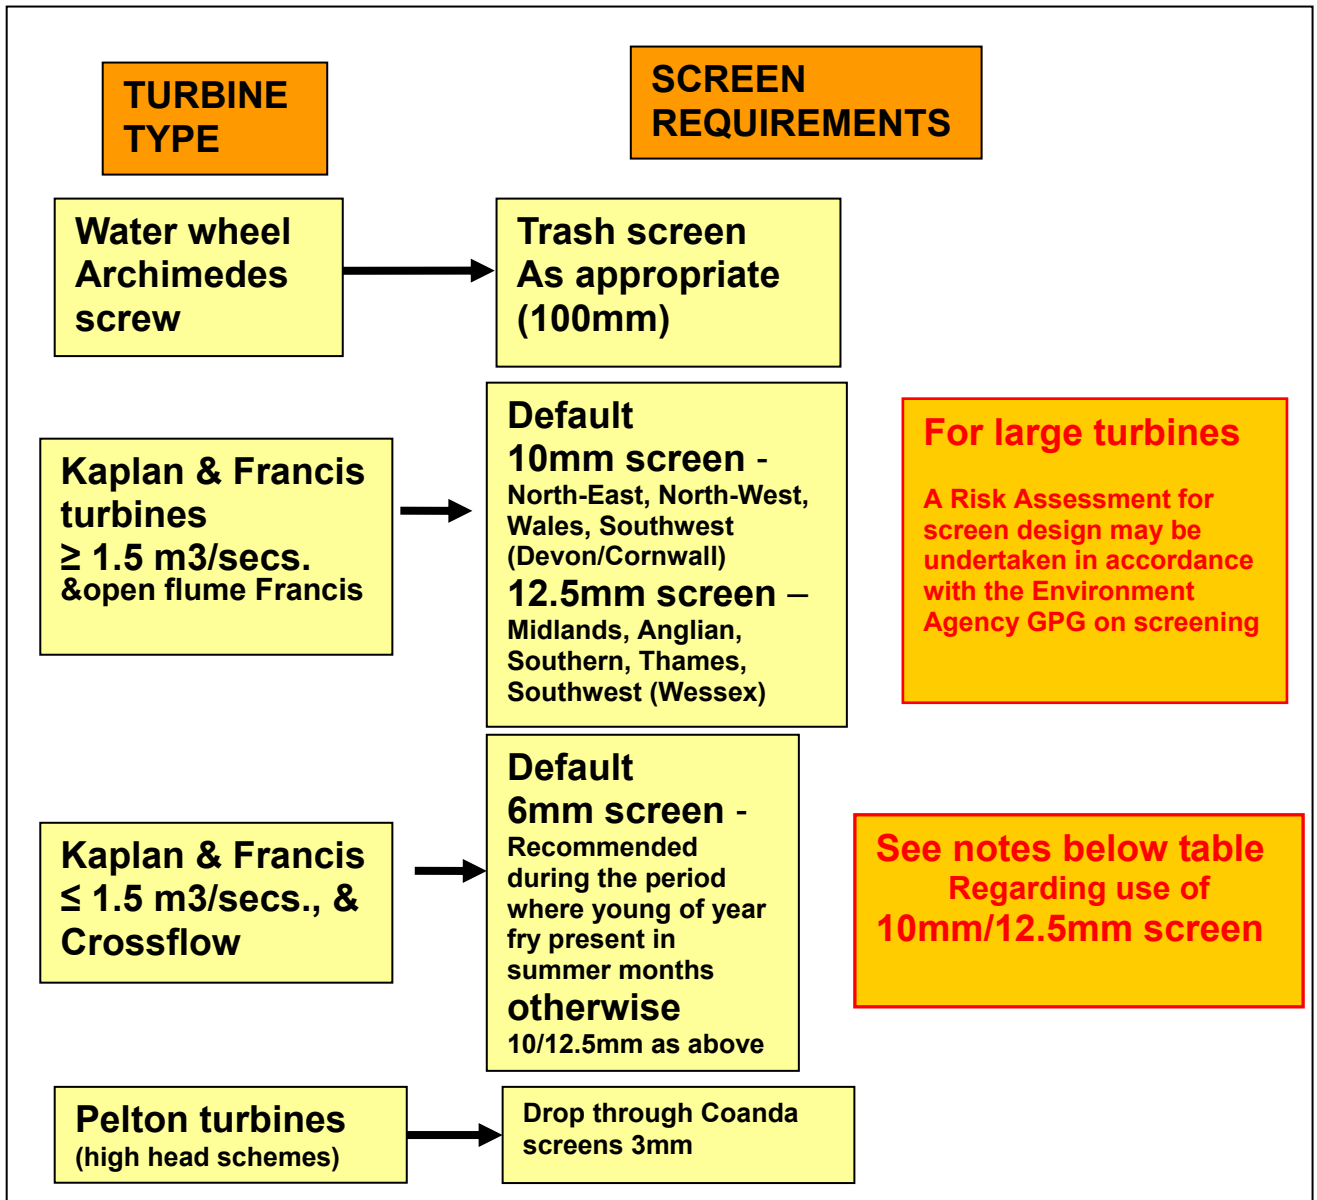 TURBINE
TYPE
SCREEN
REQUIREMENTS
Water wheel
Archimedes
screw
Trash screen
As appropriate
(100mm)
Kaplan & Francis
turbines
≥ 1.5 m3/secs.
&open flume Francis
Default
10mm screen -
North-East, North-West,
Wales, Southwest
(Devon/Cornwall)
12.5mm screen –
Midlands, Anglian,
Southern, Thames,
Southwest (Wessex)
For large turbines
A Risk Assessment for
screen design may be
undertaken in accordance
with the Environment
Agency GPG on screening
Kaplan & Francis
≤ 1.5 m3/secs., &
Crossflow
Default
6mm screen -
Recommended
during the period
where young of year
fry present in
summer months
otherwise
10/12.5mm as above
See notes below table
Regarding use of
10mm/12.5mm screen
Pelton turbines
(high head schemes)
Drop through Coanda
screens 3mm